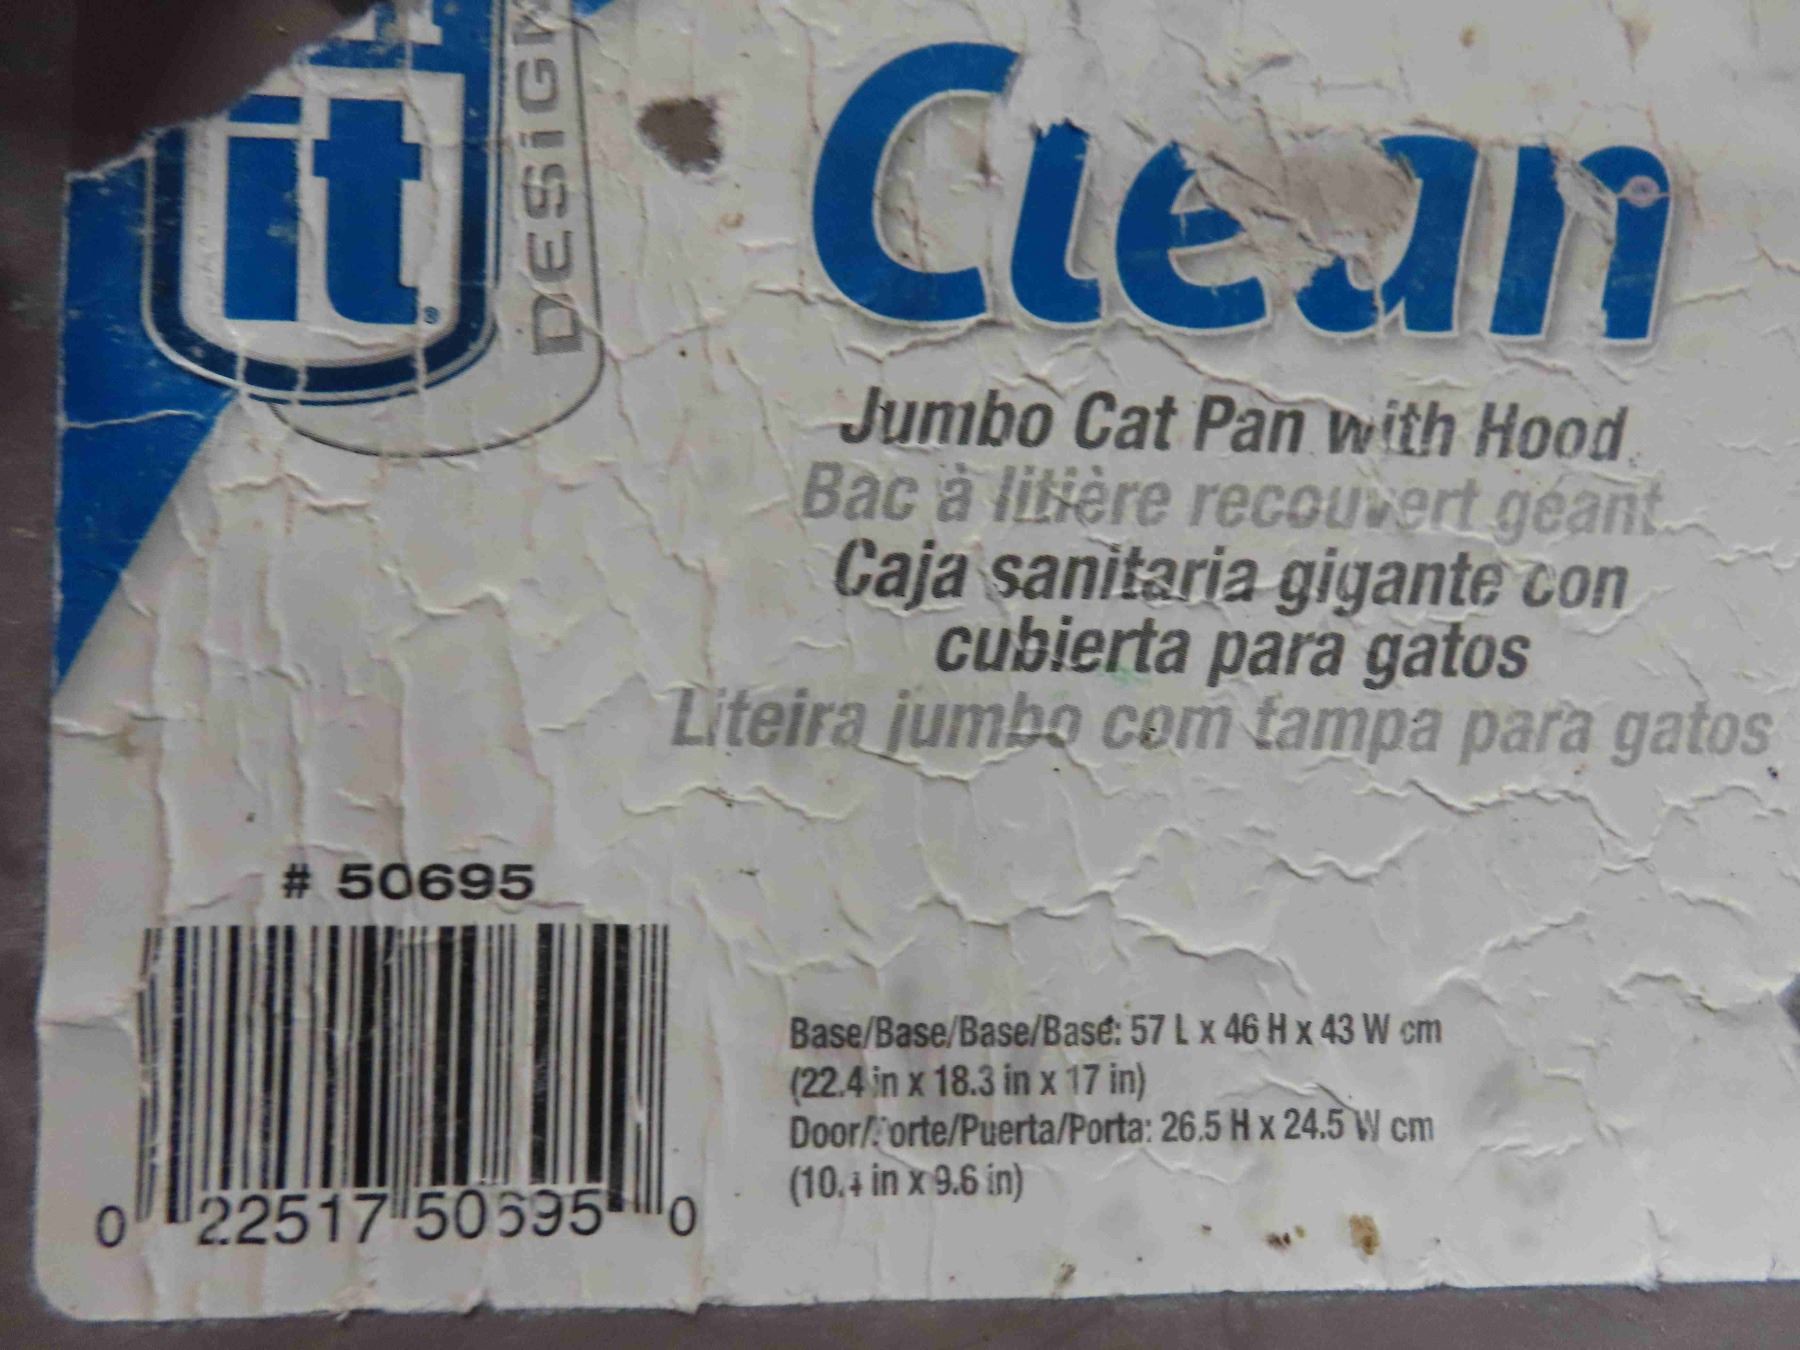 it®
DESIGN
Clean
Jumbo Cat Pan with Hood
Bac à litière recouvert géant
Caja sanitaria gigante con
cubierta para gatos
Liteira jumbo com tampa para gatos
# 50695
0 22517 50695 0
Base/Base/Base/Base: 57 L x 46 H x 43 W cm
(22.4 in x 18.3 in x 17 in)
Door/Porte/Puerta/Porta: 26.5 H x 24.5 W cm
(10.4 in x 9.6 in)